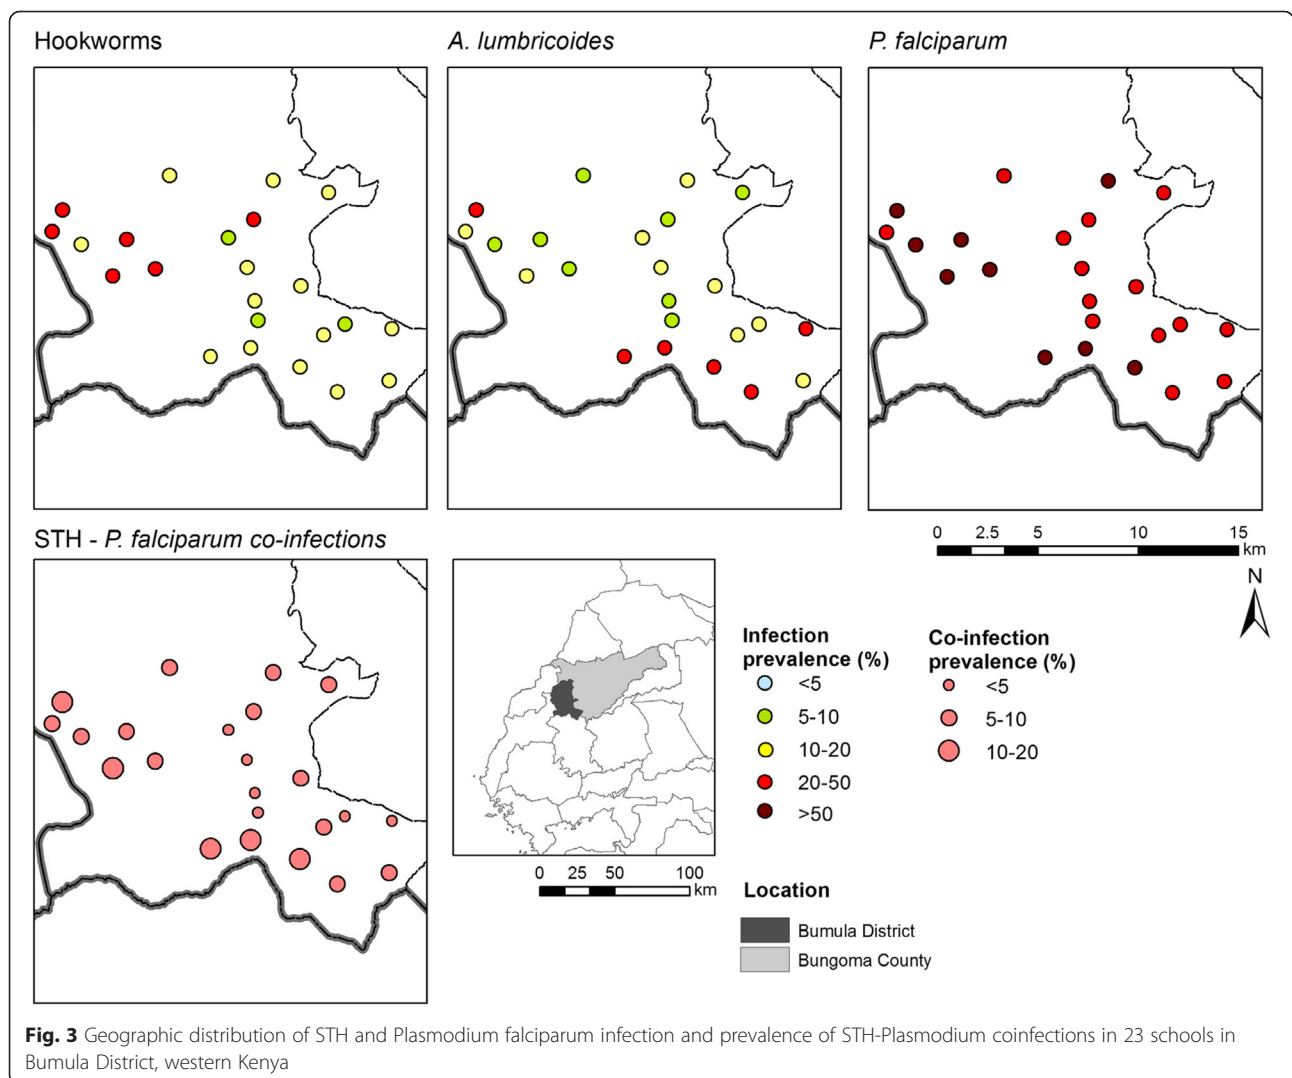 Hookworms
A. lumbricoides
P. falciparum
0 2.5 5 10 15
km
N
STH - P. falciparum co-infections
0 25 50 100
km
Infection
prevalence (%)
<5
5-10
10-20
20-50
>50
Co-infection
prevalence (%)
<5
5-10
10-20
Location
Bumula District
Bungoma County
Fig. 3 Geographic distribution of STH and Plasmodium falciparum infection and prevalence of STH-Plasmodium coinfections in 23 schools in
Bumula District, western Kenya